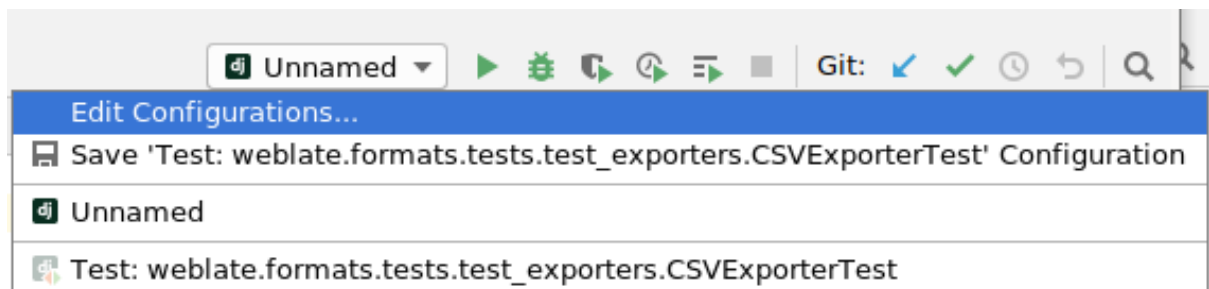 dj Unnamed Git:
Edit Configurations...
Save 'Test: weblate.formats.tests.test_exporters.CSVExporterTest' Configuration
dj Unnamed
dj Test: weblate.formats.tests.test_exporters.CSVExporterTest